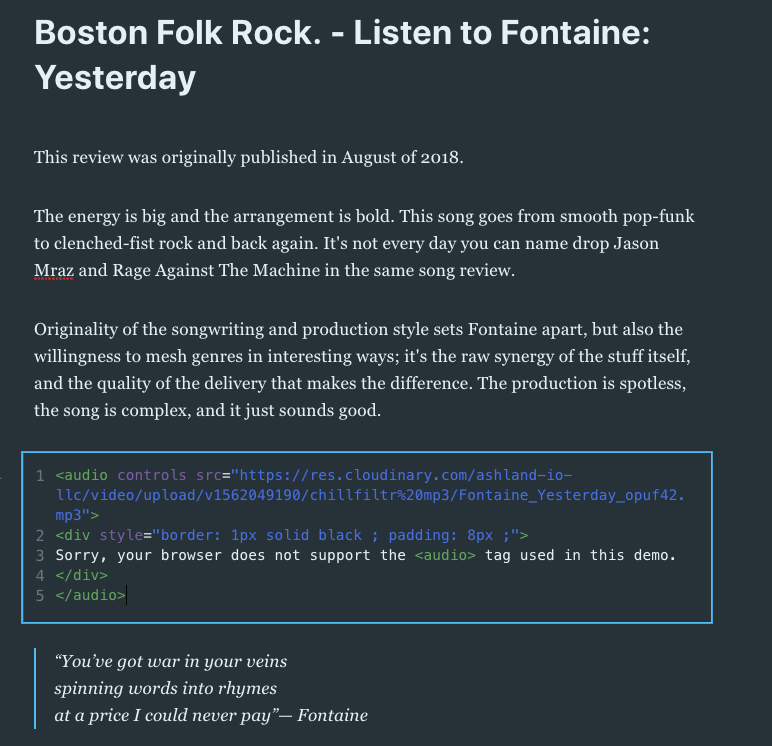 Boston Folk Rock. - Listen to Fontaine:
Yesterday
This review was originally published in August of 2018.
The energy is big and the arrangement is bold. This song goes from smooth pop-funk
to clenched-fist rock and back again. It's not every day you can name drop Jason
Mraz and Rage Against The Machine in the same song review.
Originality of the songwriting and production style sets Fontaine apart, but also the
willingness to mesh genres in interesting ways; it's the raw synergy of the stuff itself,
and the quality of the delivery that makes the difference. The production is spotless,
the song is complex, and it just sounds good.
1 <audio controls src="https://res.cloudinary.com/ashland-io-
llc/video/upload/v1562049190/chillfiltr%20mp3/Fontaine_Yesterday_opuf42.
mp3">
2 <div style="border: 1px solid black ; padding: 8px ;">
3 Sorry, your browser does not support the <audio> tag used in this demo.
4 </div>
5 </audio>
“You’ve got war in your veins
spinning words into rhymes
at a price I could never pay”— Fontaine